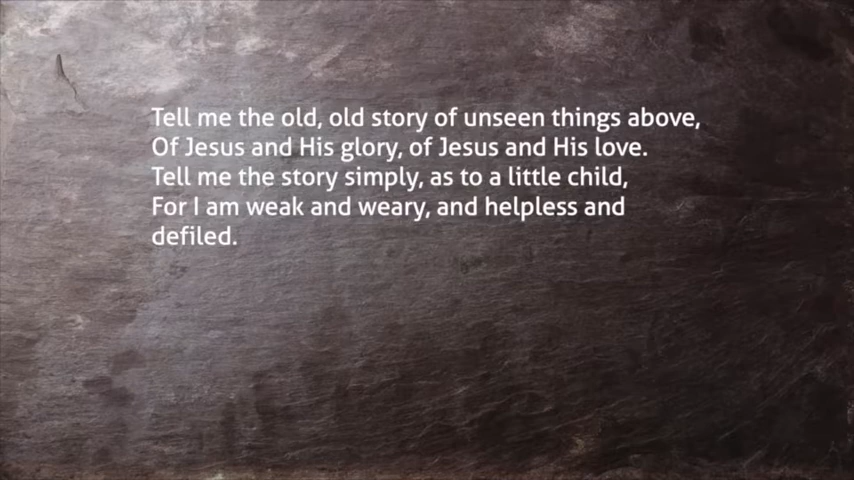 Tell me the old, old story of unseen things above,
Of Jesus and His glory, of Jesus and His love.
Tell me the story simply, as to a little child,
For I am weak and weary, and helpless and
defiled.